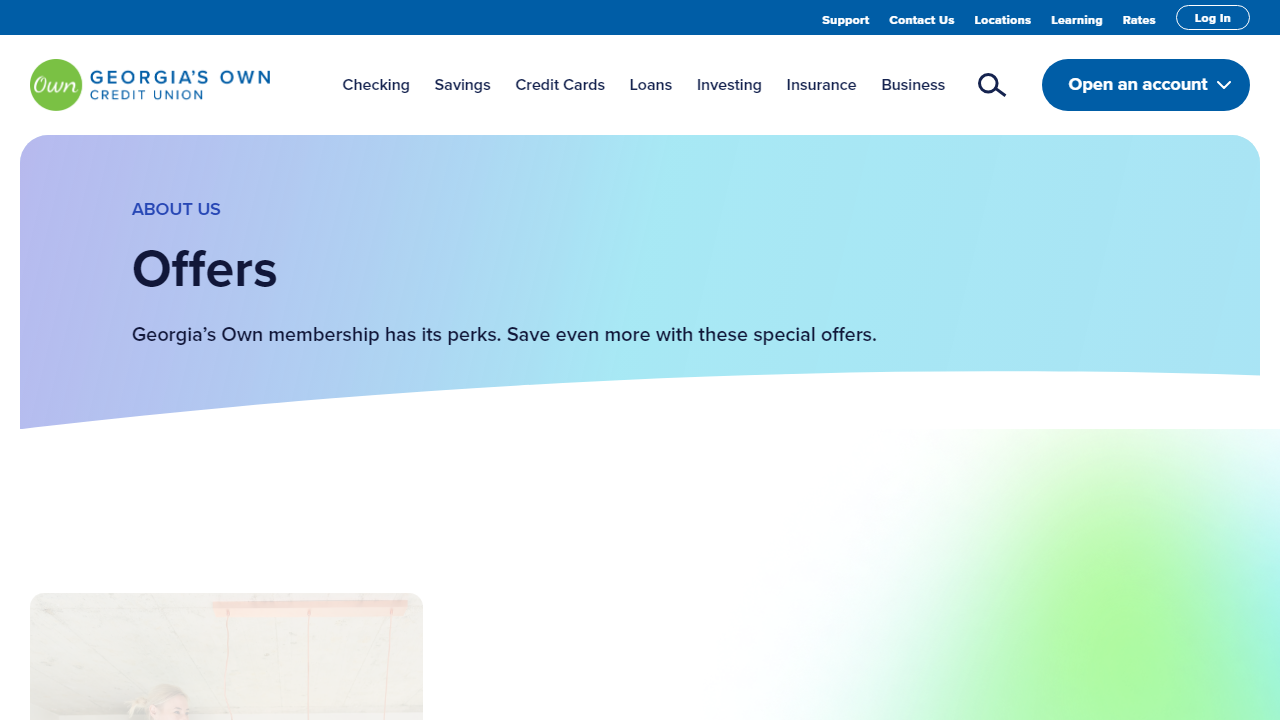 Support Contact Us Locations Learning Rates Log In
Own GEORGIA'S OWN
CREDIT UNION
Checking Savings Credit Cards Loans Investing Insurance Business Open an account
ABOUT US
Offers
Georgia’s Own membership has its perks. Save even more with these special offers.